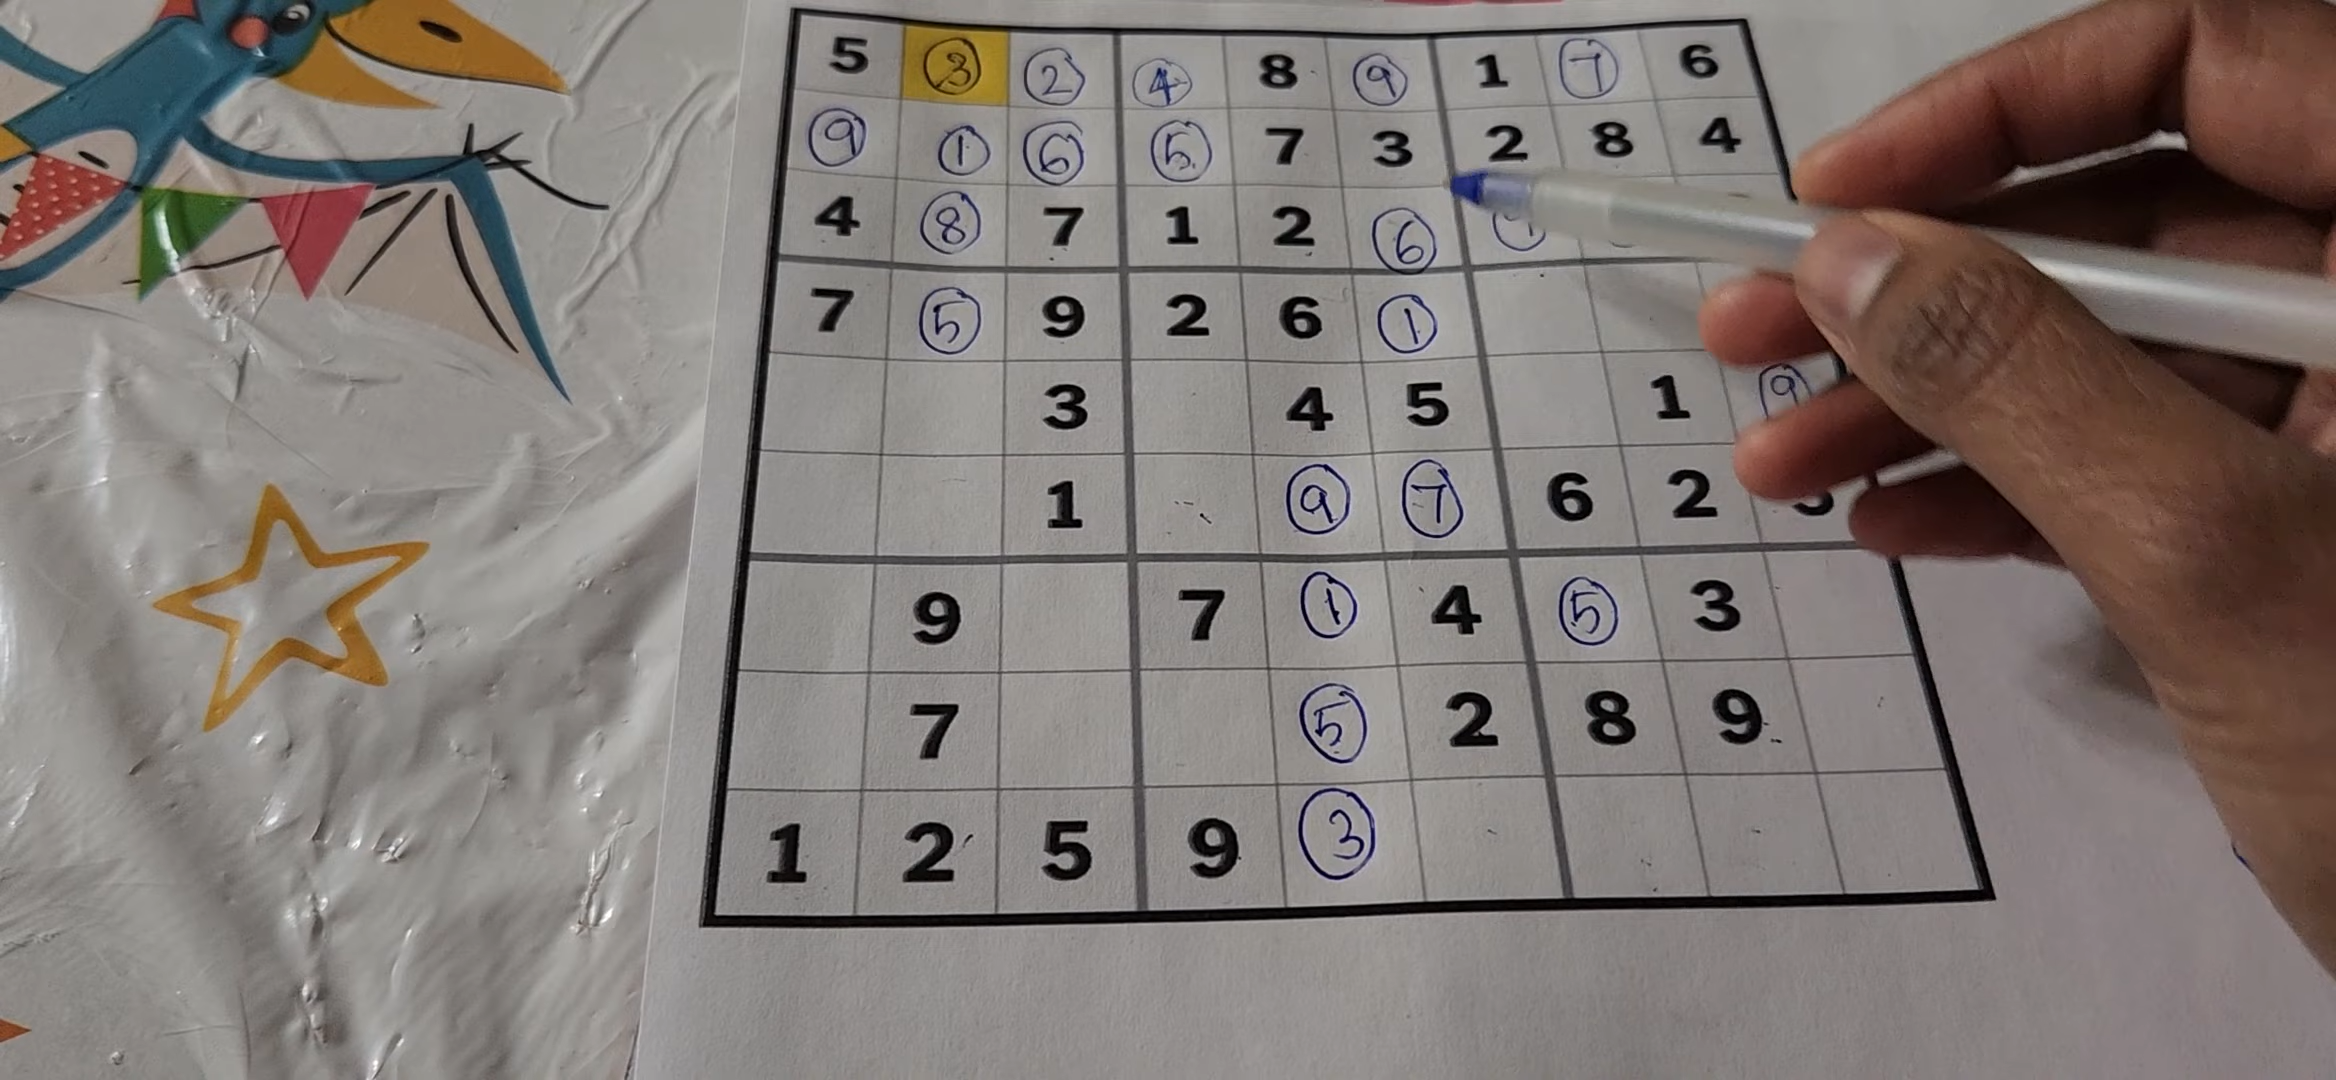 5 3 2 4 8 9 1 7 6
9 1 6 5 7 3 2 8 4
4 8 7 1 2 6
7 5 9 2 6 1
3 4 5 1 9
1 9 7 6 2
9 7 1 4 5 3
7 5 2 8 9
1 2 5 9 3